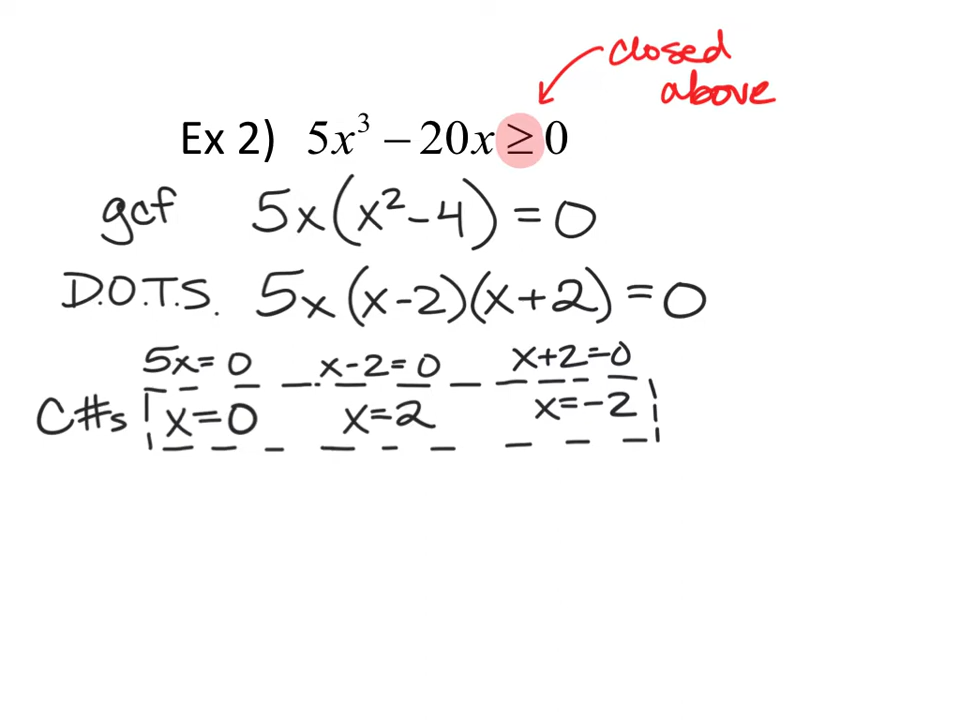 closed
above
Ex 2) 5x³ − 20x ≥ 0
gcf 5x(x²-4) = 0
D.O.T.S. 5x(x-2)(x+2) = 0
5x=0 x-2=0 x+2=0
C#s x=0 x=2 x=-2